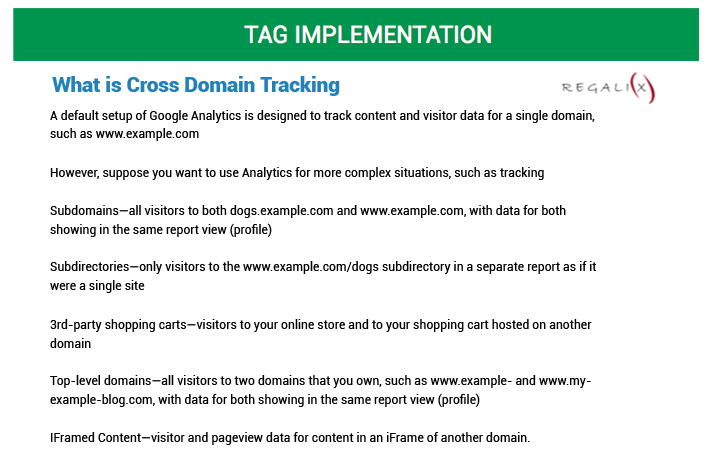 TAG IMPLEMENTATION
What is Cross Domain Tracking
REGALI(X)
A default setup of Google Analytics is designed to track content and visitor data for a single domain,
such as www.example.com
However, suppose you want to use Analytics for more complex situations, such as tracking
Subdomains—all visitors to both dogs.example.com and www.example.com, with data for both
showing in the same report view (profile)
Subdirectories—only visitors to the www.example.com/dogs subdirectory in a separate report as if it
were a single site
3rd-party shopping carts—visitors to your online store and to your shopping cart hosted on another
domain
Top-level domains—all visitors to two domains that you own, such as www.example- and www.my-
example-blog.com, with data for both showing in the same report view (profile)
IFramed Content—visitor and pageview data for content in an iFrame of another domain.